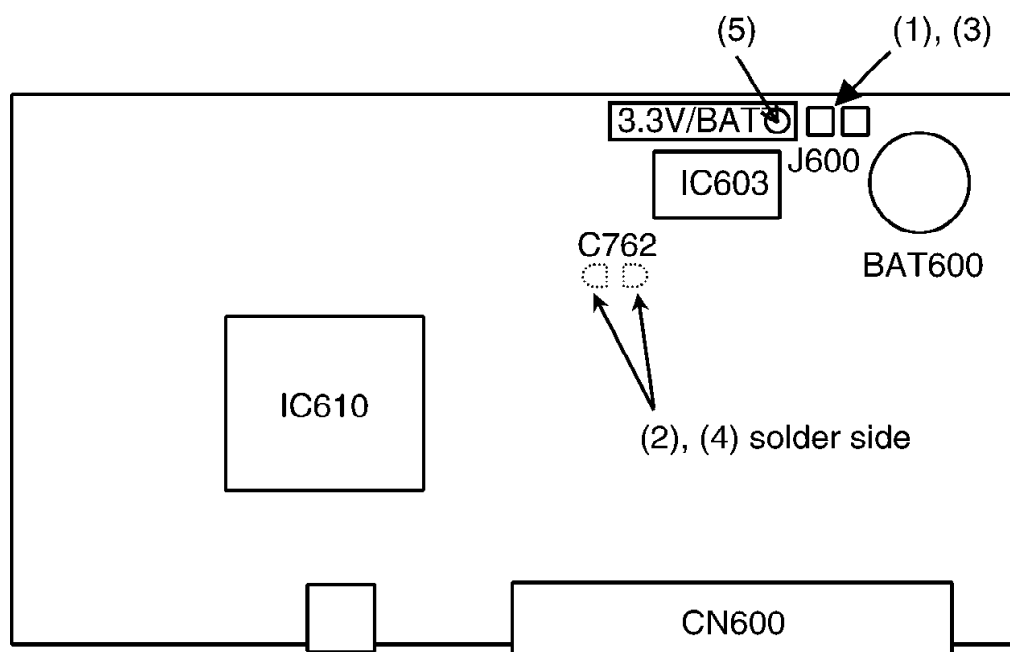 (5)
(1), (3)
3.3V/BAT
J600
IC603
C762
BAT600
IC610
(2), (4) solder side
CN600